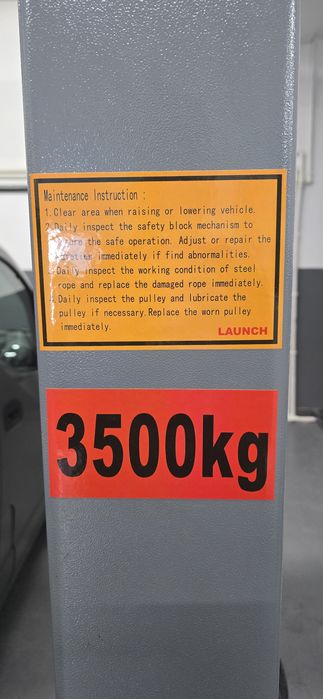 Maintenance Instruction :
1.Clear area when raising or lowering vehicle.
2.Daily inspect the safety block mechanism to
the safe operation. Adjust or repair the
immediately if find abnormalities.
Daily inspect the working condition of steel
rope and replace the damaged rope immediately.
Daily inspect the pulley and lubricate the
pulley if necessary.Replace the worn pulley
immediately.
LAUNCH
3500kg